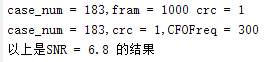 case_num = 183,fram = 1000 crc = 1
case_num = 183,crc = 1,CFOFreq = 300
以上是SNR = 6.8 的结果